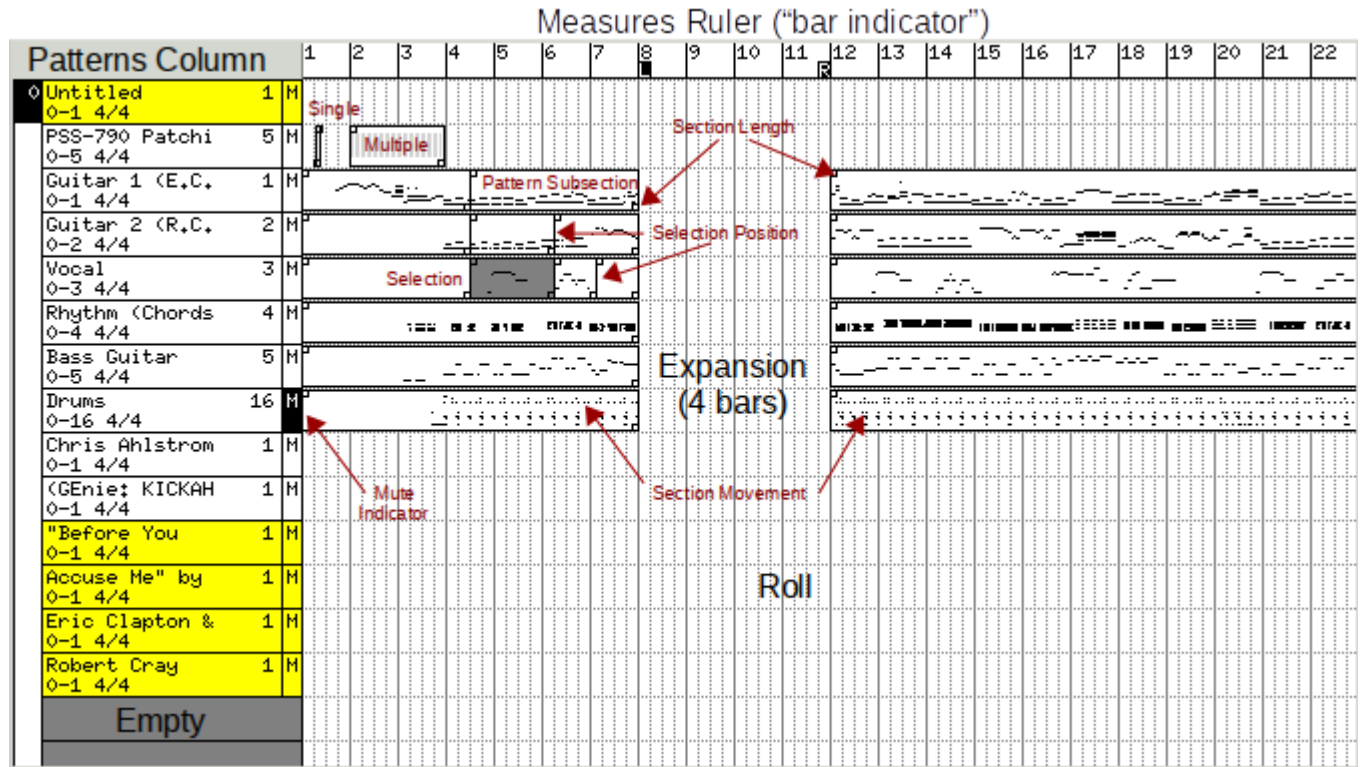 Measures Ruler (“bar indicator”)
Patterns Column
1 2 3 4 5 6 7 8 9 10 11 12 13 14 15 16 17 18 19 20 21 22
R
0 Untitled 1 M
0-1 4/4
Single
PSS-790 Patchi 5 M
0-5 4/4
Multiple
Section Length
Guitar 1 (E.C. 1 M
0-1 4/4
Pattern Subsection
Guitar 2 (R.C. 2 M
0-2 4/4
Selection Position
Vocal 3 M
0-3 4/4
Selection
Rhythm (Chords 4 M
0-4 4/4
Bass Guitar 5 M
0-5 4/4
Expansion
(4 bars)
Drums 16 M
0-16 4/4
Chris Ahlstrom 1 M
0-1 4/4
(GEnie: KICKAH 1 M
0-1 4/4
Mute
Indicator
Section Movement
"Before You 1 M
0-1 4/4
Accuse Me" by 1 M
0-1 4/4
Roll
Eric Clapton & 1 M
0-1 4/4
Robert Cray 1 M
0-1 4/4
Empty